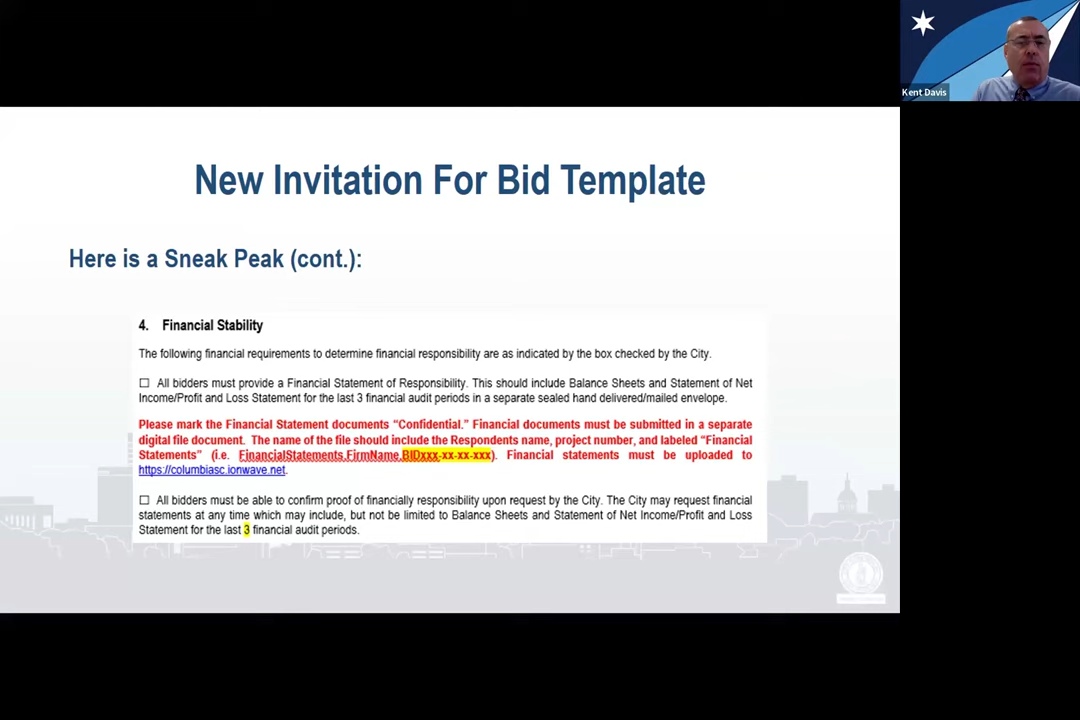 Kent Davis
New Invitation For Bid Template
Here is a Sneak Peak (cont.):
4. Financial Stability
The following financial requirements to determine financial responsibility are as indicated by the box checked by the City.
☐ All bidders must provide a Financial Statement of Responsibility. This should include Balance Sheets and Statement of Net
Income/Profit and Loss Statement for the last 3 financial audit periods in a separate sealed hand delivered/mailed envelope.
Please mark the Financial Statement documents “Confidential.” Financial documents must be submitted in a separate
digital file document. The name of the file should include the Respondents name, project number, and labeled “Financial
Statements” (i.e. FinancialStatements.FirmName.BIDxxx-xx-xx-xxx). Financial statements must be uploaded to
https://columbiasc.ionwave.net.
☐ All bidders must be able to confirm proof of financially responsibility upon request by the City. The City may request financial
statements at any time which may include, but not be limited to Balance Sheets and Statement of Net Income/Profit and Loss
Statement for the last 3 financial audit periods.